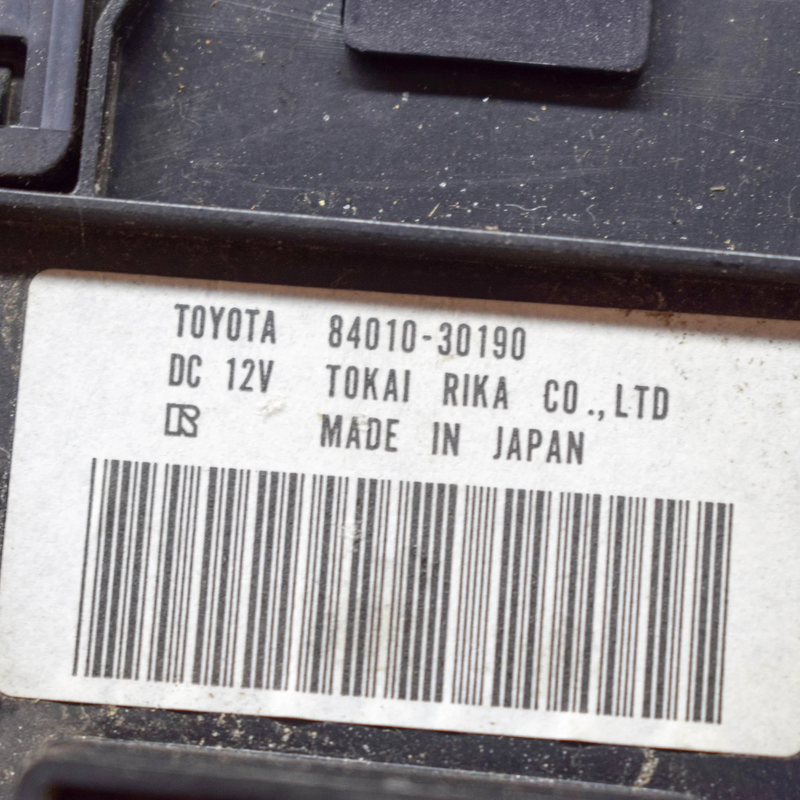 TOYOTA 84010-30190
DC 12V TOKAI RIKA CO.,LTD
MADE IN JAPAN